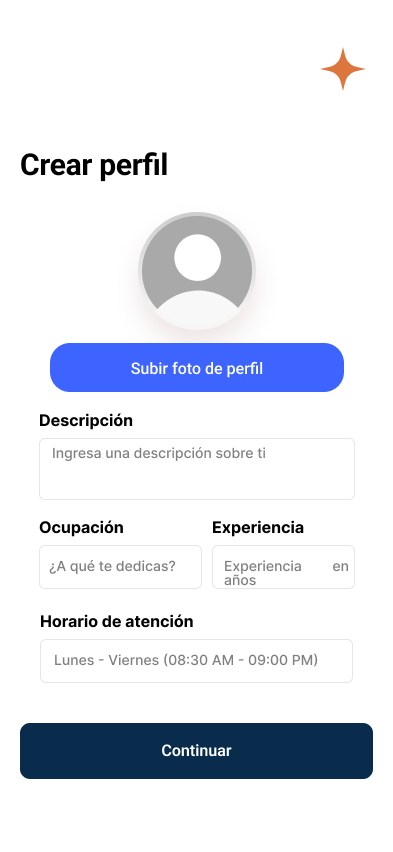 Crear perfil
Subir foto de perfil
Descripción
Ingresa una descripción sobre ti
Ocupación
Experiencia
¿A qué te dedicas?
Experiencia en
años
Horario de atención
Lunes - Viernes (08:30 AM - 09:00 PM)
Continuar